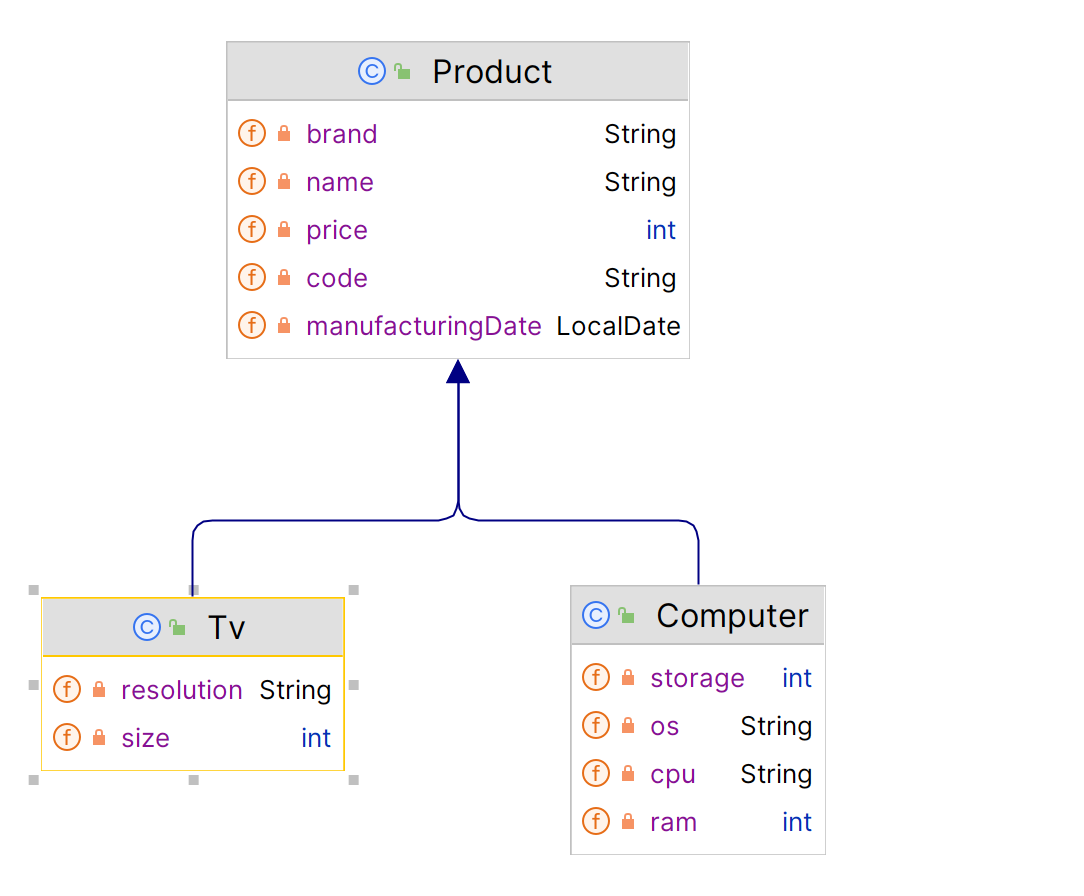 C Product
f brand String
f name String
f price int
f code String
f manufacturingDate LocalDate
C Tv
f resolution String
f size int
C Computer
f storage int
f os String
f cpu String
f ram int